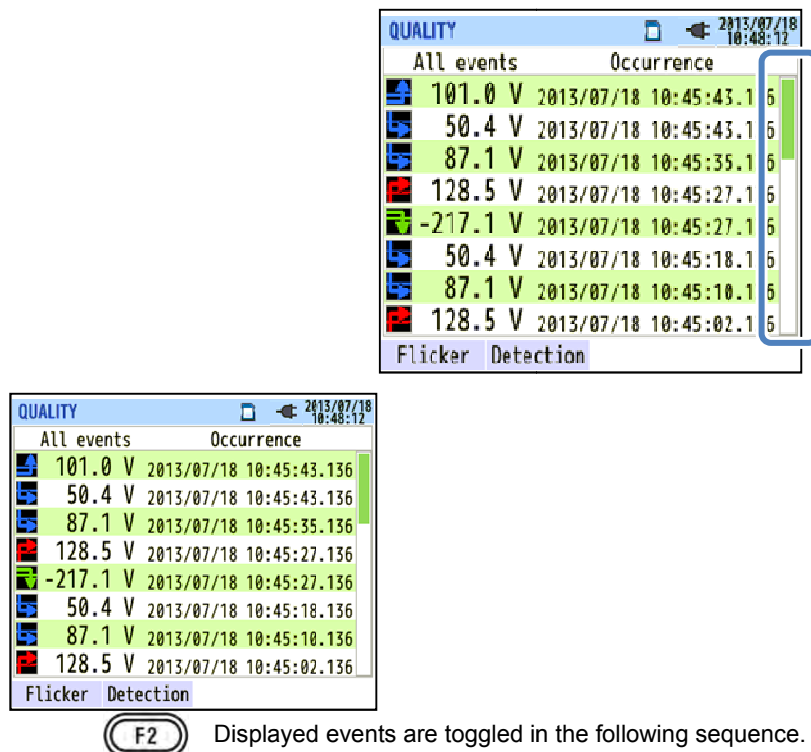 QUALITY 2013/07/18
10:48:12
All events Occurrence
101.0 V 2013/07/18 10:45:43.1 6
50.4 V 2013/07/18 10:45:43.1 6
87.1 V 2013/07/18 10:45:35.1 6
128.5 V 2013/07/18 10:45:27.1 6
-217.1 V 2013/07/18 10:45:27.1 6
50.4 V 2013/07/18 10:45:18.1 6
87.1 V 2013/07/18 10:45:10.1 6
128.5 V 2013/07/18 10:45:02.1 6
Flicker Detection
QUALITY 2013/07/18
10:48:12
All events Occurrence
101.0 V 2013/07/18 10:45:43.136
50.4 V 2013/07/18 10:45:43.136
87.1 V 2013/07/18 10:45:35.136
128.5 V 2013/07/18 10:45:27.136
-217.1 V 2013/07/18 10:45:27.136
50.4 V 2013/07/18 10:45:18.136
87.1 V 2013/07/18 10:45:10.136
128.5 V 2013/07/18 10:45:02.136
Flicker Detection
F2 Displayed events are toggled in the following sequence.